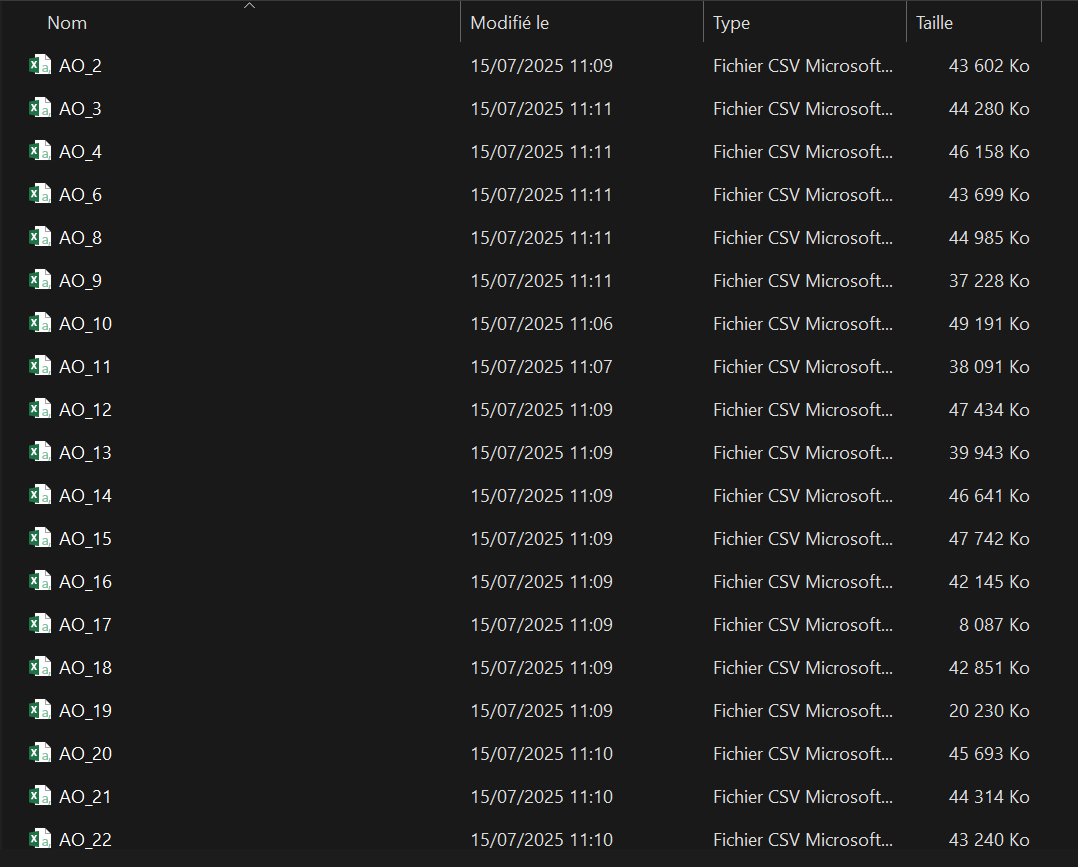 Nom Modifié le Type Taille
AO_2 15/07/2025 11:09 Fichier CSV Microsoft... 43 602 Ko
AO_3 15/07/2025 11:11 Fichier CSV Microsoft... 44 280 Ko
AO_4 15/07/2025 11:11 Fichier CSV Microsoft... 46 158 Ko
AO_6 15/07/2025 11:11 Fichier CSV Microsoft... 43 699 Ko
AO_8 15/07/2025 11:11 Fichier CSV Microsoft... 44 985 Ko
AO_9 15/07/2025 11:11 Fichier CSV Microsoft... 37 228 Ko
AO_10 15/07/2025 11:06 Fichier CSV Microsoft... 49 191 Ko
AO_11 15/07/2025 11:07 Fichier CSV Microsoft... 38 091 Ko
AO_12 15/07/2025 11:09 Fichier CSV Microsoft... 47 434 Ko
AO_13 15/07/2025 11:09 Fichier CSV Microsoft... 39 943 Ko
AO_14 15/07/2025 11:09 Fichier CSV Microsoft... 46 641 Ko
AO_15 15/07/2025 11:09 Fichier CSV Microsoft... 47 742 Ko
AO_16 15/07/2025 11:09 Fichier CSV Microsoft... 42 145 Ko
AO_17 15/07/2025 11:09 Fichier CSV Microsoft... 8 087 Ko
AO_18 15/07/2025 11:09 Fichier CSV Microsoft... 42 851 Ko
AO_19 15/07/2025 11:09 Fichier CSV Microsoft... 20 230 Ko
AO_20 15/07/2025 11:10 Fichier CSV Microsoft... 45 693 Ko
AO_21 15/07/2025 11:10 Fichier CSV Microsoft... 44 314 Ko
AO_22 15/07/2025 11:10 Fichier CSV Microsoft... 43 240 Ko